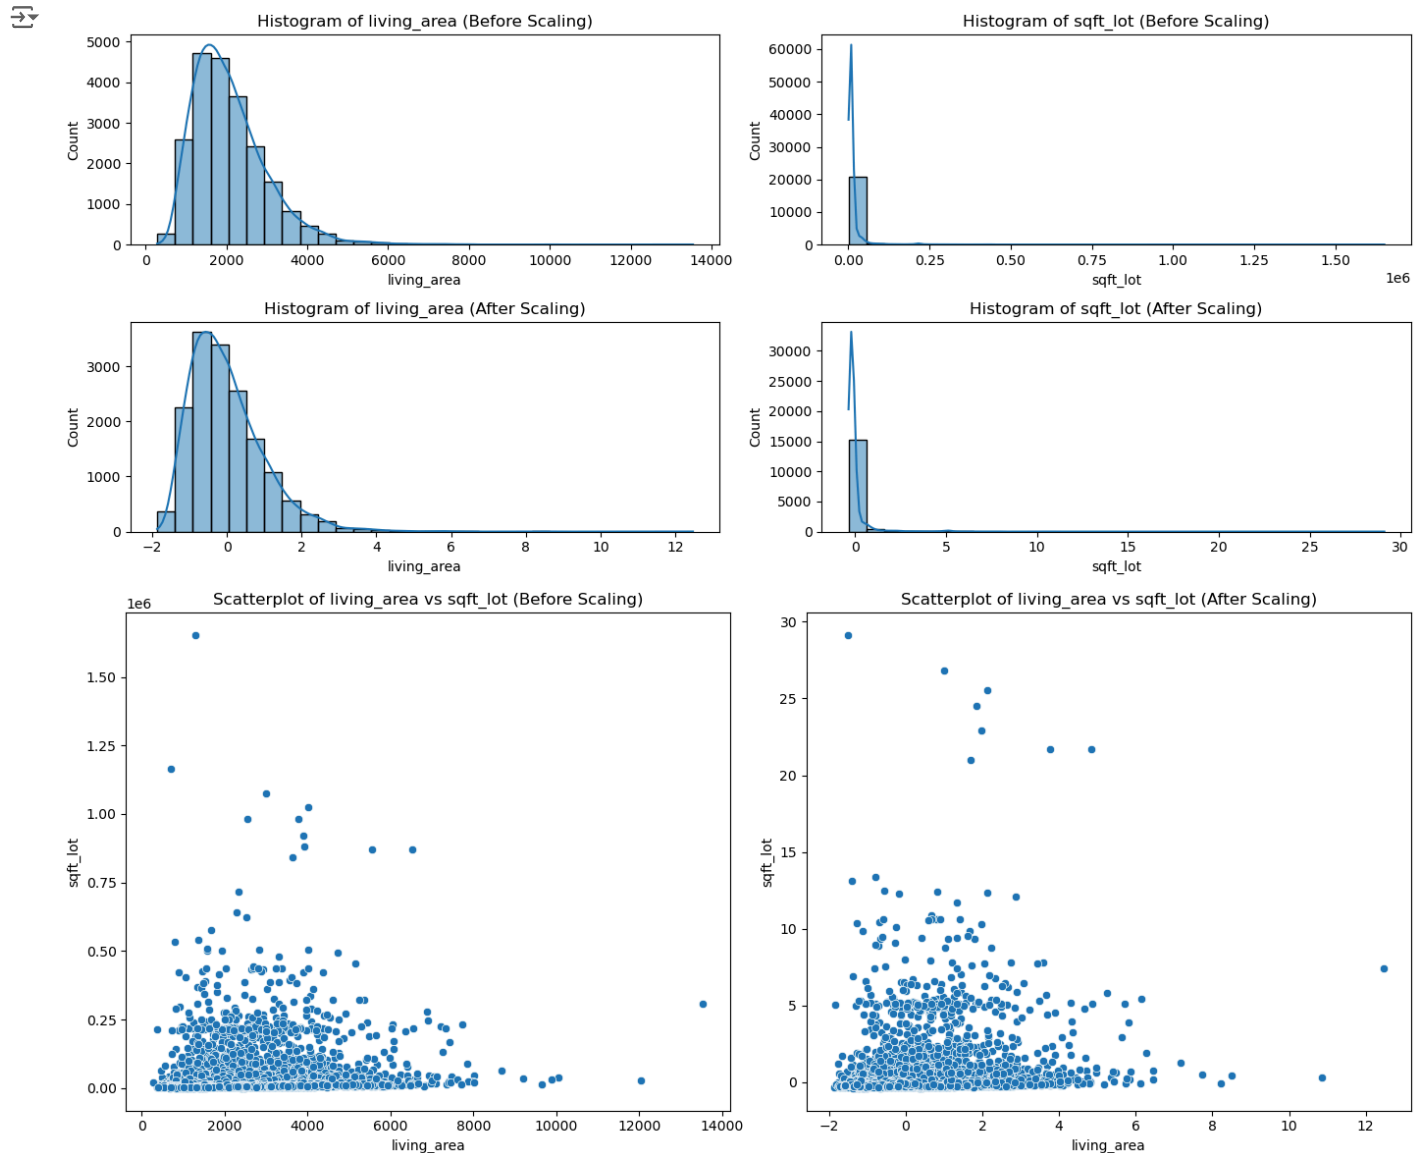 Histogram of living_area (Before Scaling)
5000
4000
3000
2000
1000
0
Count
0 2000 4000 6000 8000 10000 12000 14000
living_area
Histogram of sqft_lot (Before Scaling)
60000
50000
40000
30000
20000
10000
0
Count
0.00 0.25 0.50 0.75 1.00 1.25 1.50
1e6
sqft_lot
Histogram of living_area (After Scaling)
3000
2000
1000
0
Count
−2 0 2 4 6 8 10 12
living_area
Histogram of sqft_lot (After Scaling)
30000
25000
20000
15000
10000
5000
0
Count
0 5 10 15 20 25 30
sqft_lot
Scatterplot of living_area vs sqft_lot (Before Scaling)
1e6
1.50
1.25
1.00
0.75
0.50
0.25
0.00
sqft_lot
0 2000 4000 6000 8000 10000 12000 14000
living_area
Scatterplot of living_area vs sqft_lot (After Scaling)
30
25
20
15
10
5
0
sqft_lot
−2 0 2 4 6 8 10 12
living_area